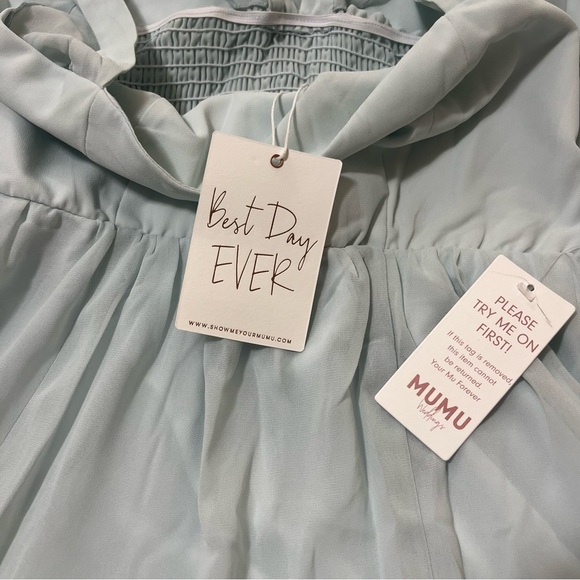 Best Day
EVER
WWW.SHOWMEYOURMUMU.COM
PLEASE
TRY ME ON
FIRST!
If this tag is removed,
this item cannot
be returned.
Your Mu Forever
MUMU
Weddings